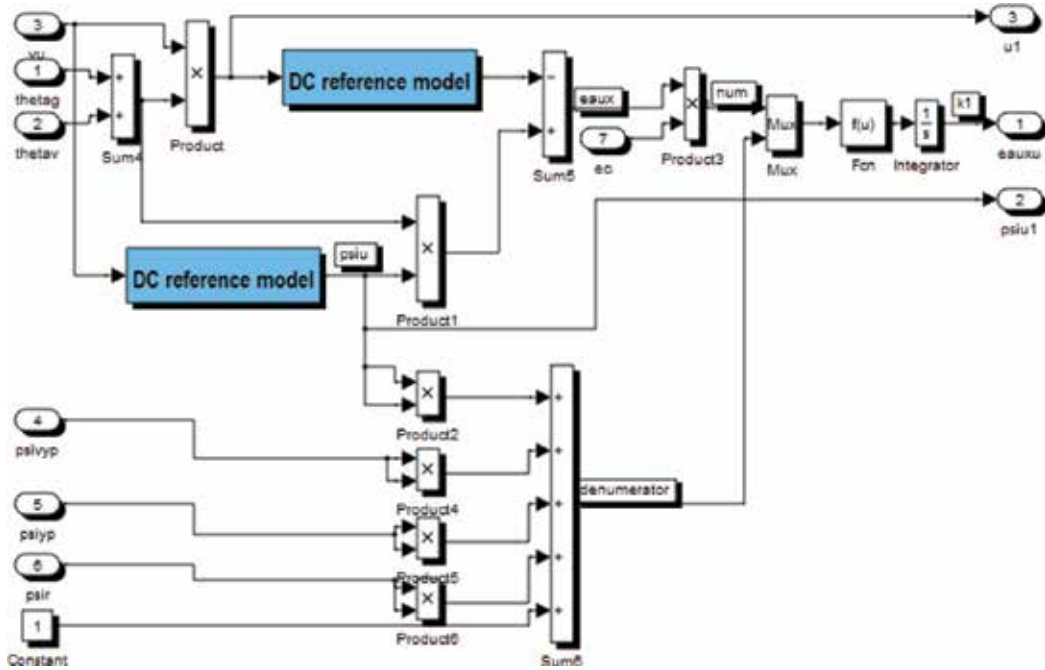 3
vu
1
thetag
2
thetav
+
+
Sum4
×
Product
DC reference model
3
u1
−
+
Sum5
eaux
7
eo
×
Product3
num
Mux
Mux
f(u)
Fcn
1
s
Integrator
k1
1
eauxu
2
psiu1
DC reference model
psiu
×
Product1
×
Product2
4
psivyp
×
Product4
5
psiyp
×
Product5
6
psir
×
Product6
1
Constant
+
+
+
+
+
Sum6
denumerator